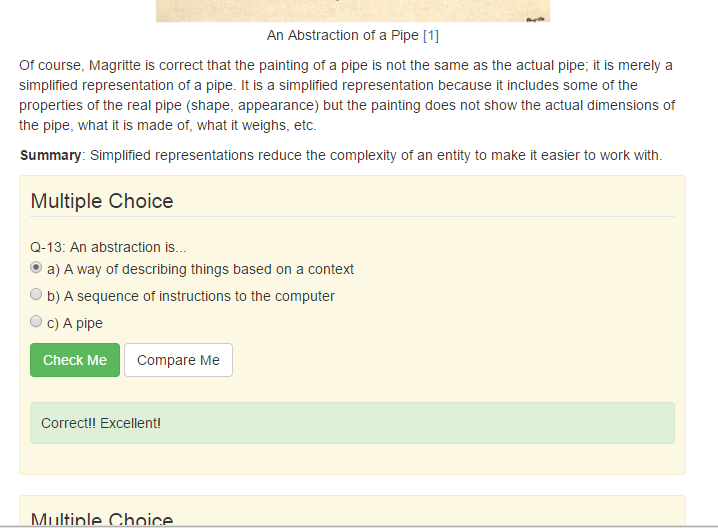 An Abstraction of a Pipe [1]
Of course, Magritte is correct that the painting of a pipe is not the same as the actual pipe; it is merely a
simplified representation of a pipe. It is a simplified representation because it includes some of the
properties of the real pipe (shape, appearance) but the painting does not show the actual dimensions of
the pipe, what it is made of, what it weighs, etc.
Summary: Simplified representations reduce the complexity of an entity to make it easier to work with.
Multiple Choice
Q-13: An abstraction is...
a) A way of describing things based on a context
b) A sequence of instructions to the computer
c) A pipe
Check Me Compare Me
Correct!! Excellent!
Multiple Choice